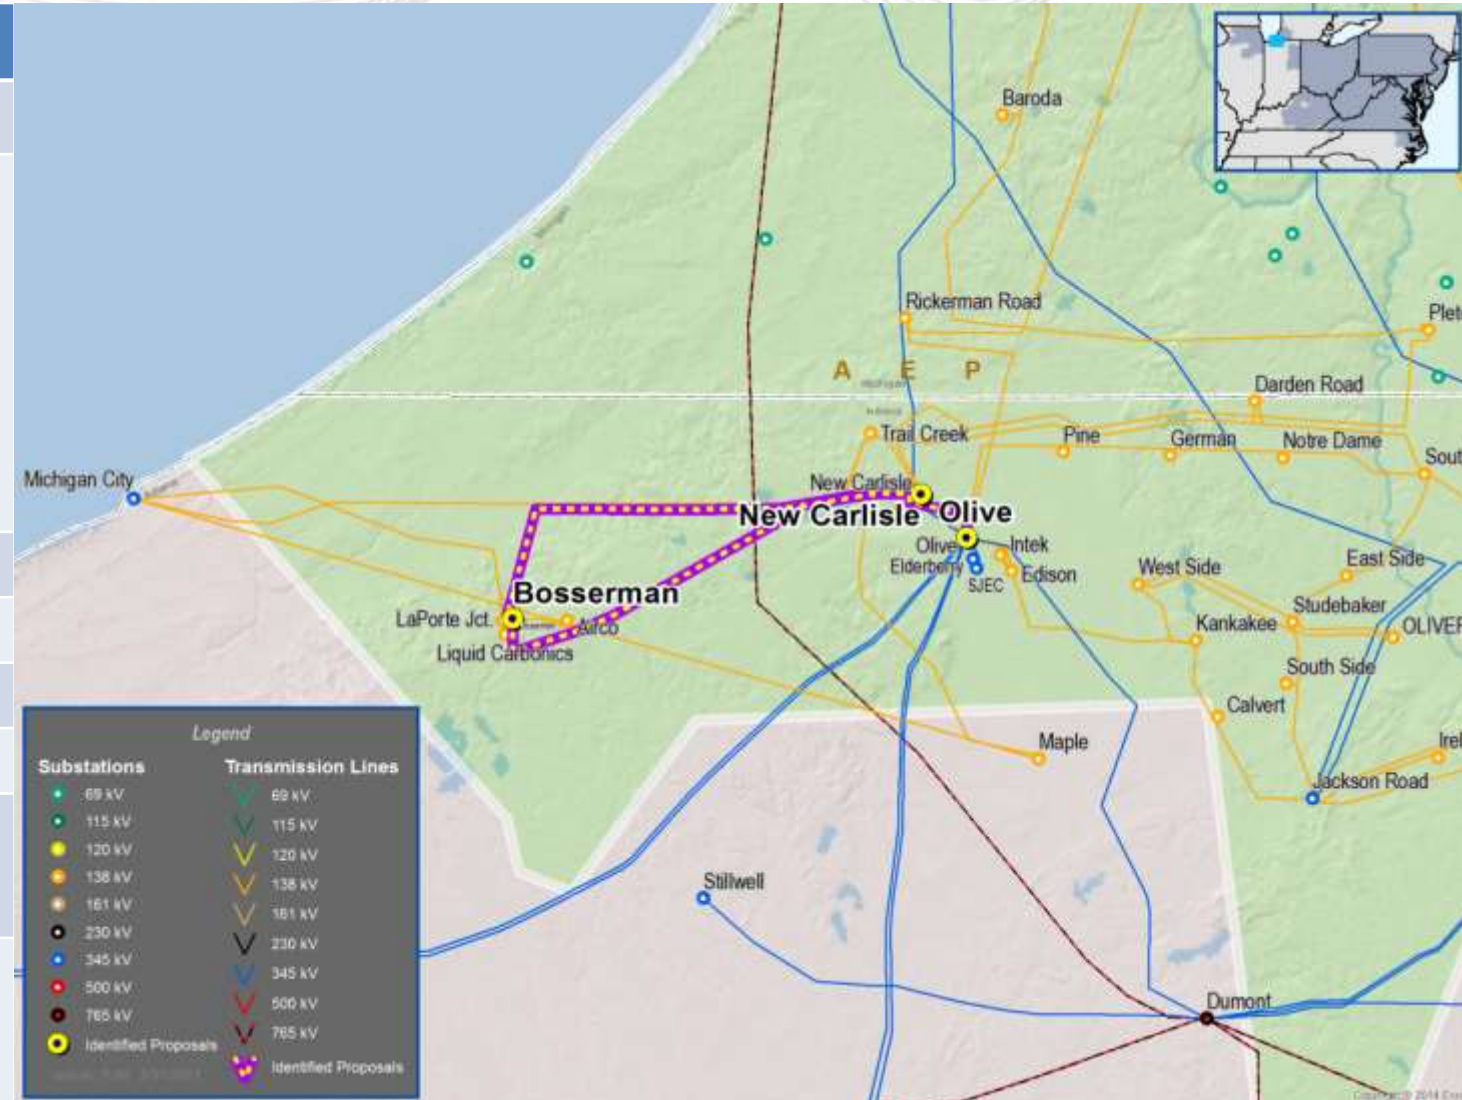 Baroda
Rickerman Road
Plet
A E P
Michigan
Indiana
Darden Road
Trail Creek
Pine
German
Notre Dame
Sout
Michigan City
New Carlisle
New Carlisle
Olive
Olive
Intek
Elderberry
SJEC
Edison
West Side
East Side
Bosserman
Studebaker
LaPorte Jct.
Airco
Kankakee
OLIVER
Liquid Carbonics
South Side
Calvert
Maple
Irel
Jackson Road
Stillwell
Dumont
Legend
Substations
69 kV
115 kV
120 kV
138 kV
161 kV
230 kV
345 kV
500 kV
765 kV
Identified Proposals
Transmission Lines
69 kV
115 kV
120 kV
138 kV
161 kV
230 kV
345 kV
500 kV
765 kV
Identified Proposals